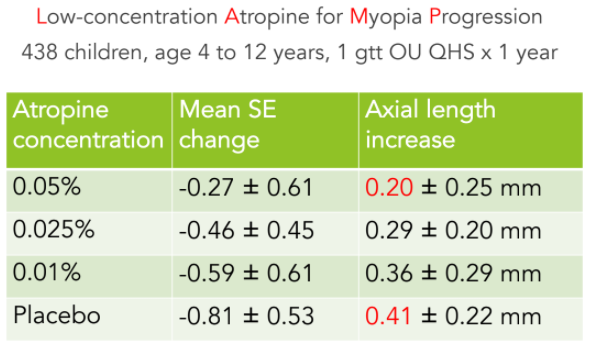 Low-concentration Atropine for Myopia Progression
438 children, age 4 to 12 years, 1 gtt OU QHS x 1 year
Atropine concentration Mean SE change Axial length increase
0.05% -0.27 ± 0.61 0.20 ± 0.25 mm
0.025% -0.46 ± 0.45 0.29 ± 0.20 mm
0.01% -0.59 ± 0.61 0.36 ± 0.29 mm
Placebo -0.81 ± 0.53 0.41 ± 0.22 mm